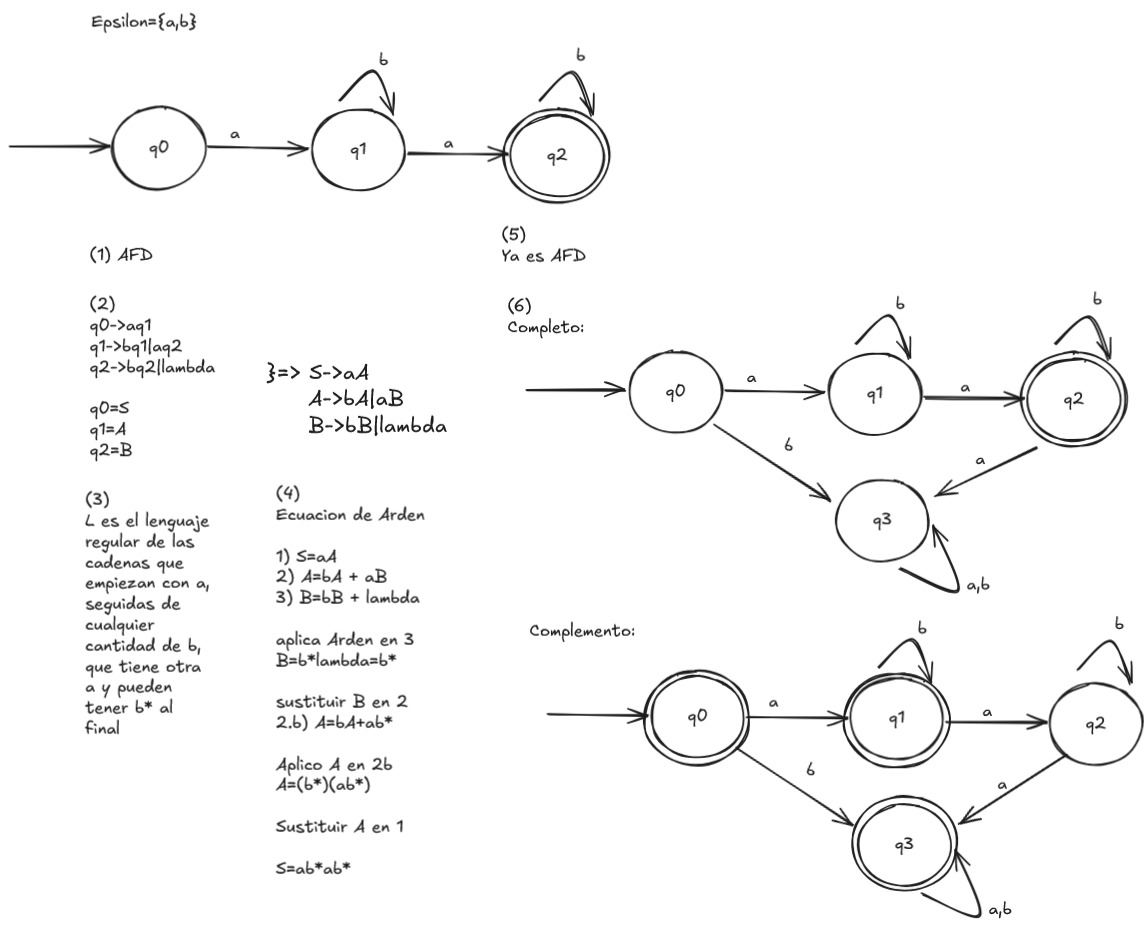 Epsilon={a,b}
b
b
q0
a
q1
a
q2
(1) AFD
(5)
Ya es AFD
(2)
q0->aq1
q1->bq1|aq2
q2->bq2|lambda
q0=S
q1=A
q2=B
}=> S->aA
A->bA|aB
B->bB|lambda
(3)
L es el lenguaje
regular de las
cadenas que
empiezan con a,
seguidas de
cualquier
cantidad de b,
que tiene otra
a y pueden
tener b* al
final
(4)
Ecuacion de Arden
1) S=aA
2) A=bA + aB
3) B=bB + lambda
aplica Arden en 3
B=b*lambda=b*
sustituir B en 2
2.b) A=bA+ab*
Aplico A en 2b
A=(b*)(ab*)
Sustituir A en 1
S=ab*ab*
(6)
Completo:
b
b
q0
a
q1
a
q2
b
a
q3
a,b
Complemento:
b
b
q0
a
q1
a
q2
b
a
q3
a,b